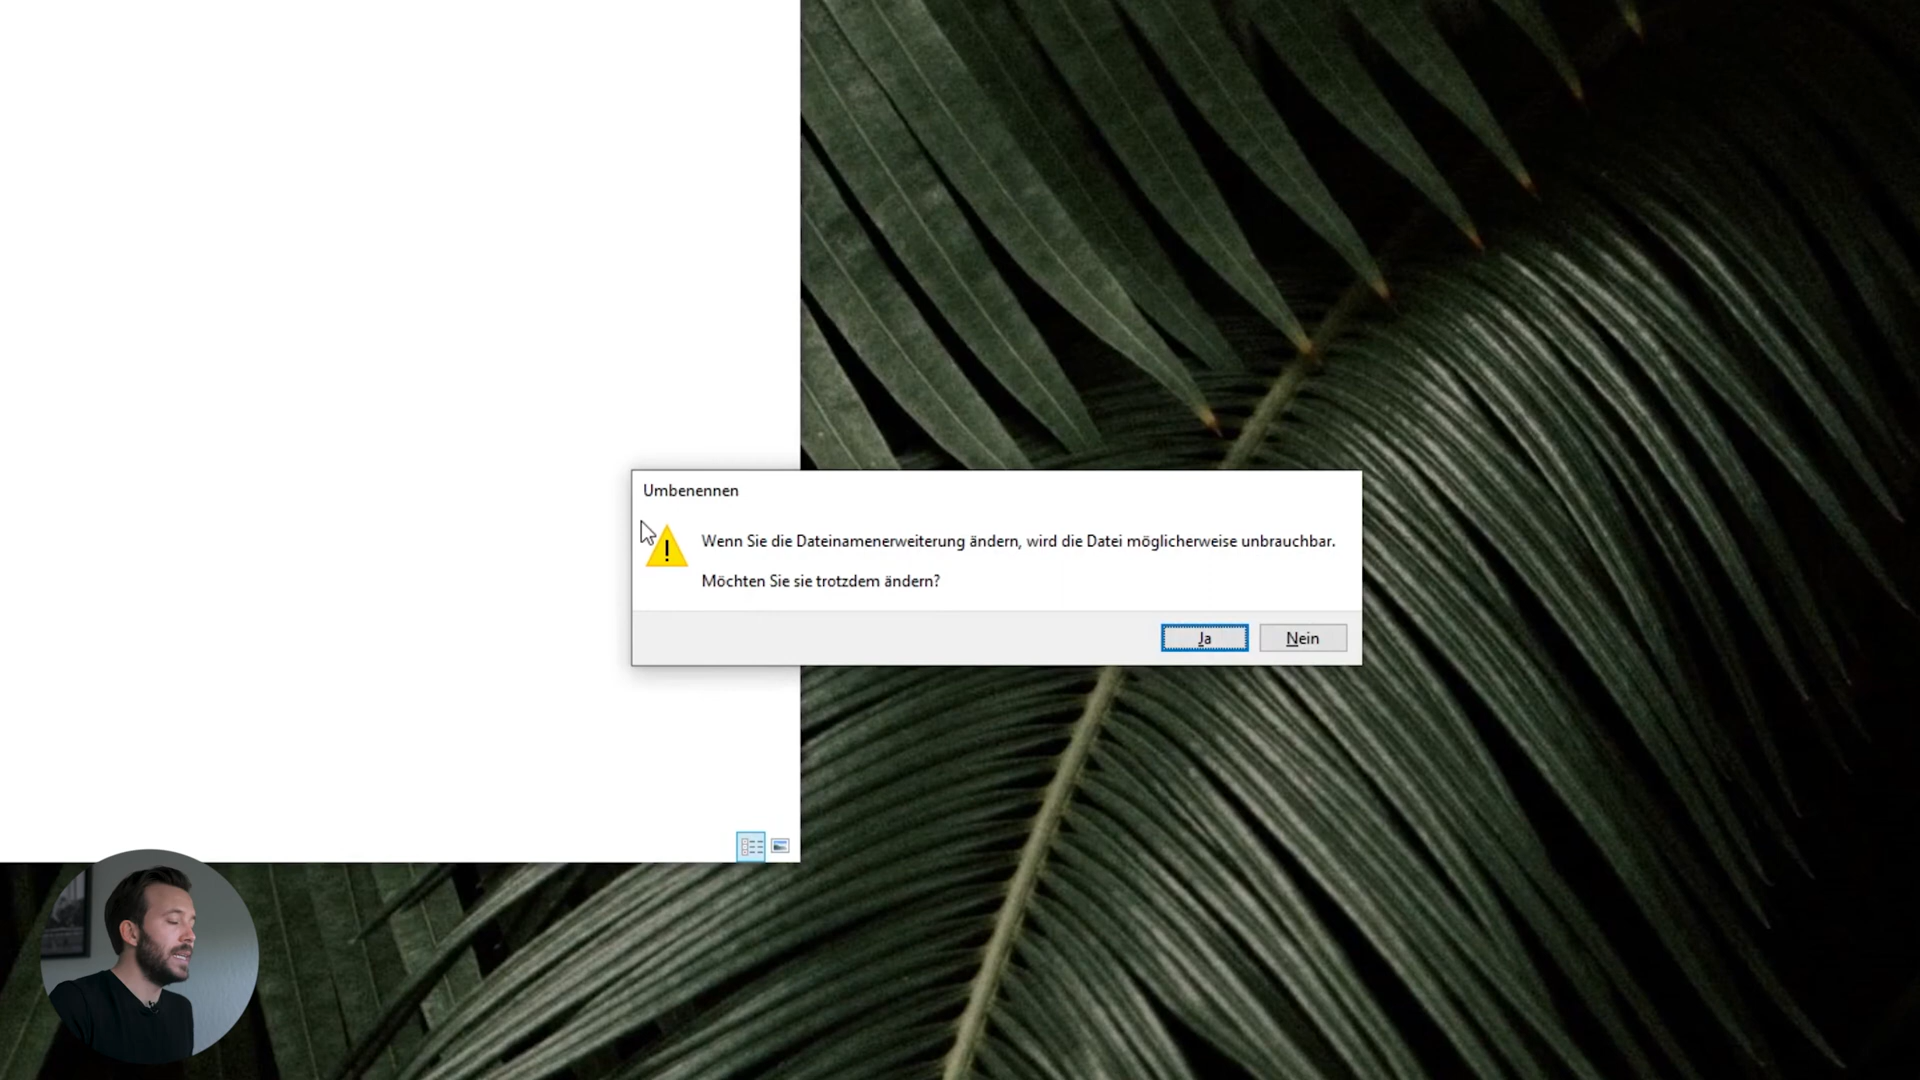 Umbenennen
Wenn Sie die Dateinamenerweiterung ändern, wird die Datei möglicherweise unbrauchbar.
Möchten Sie sie trotzdem ändern?
Ja
Nein